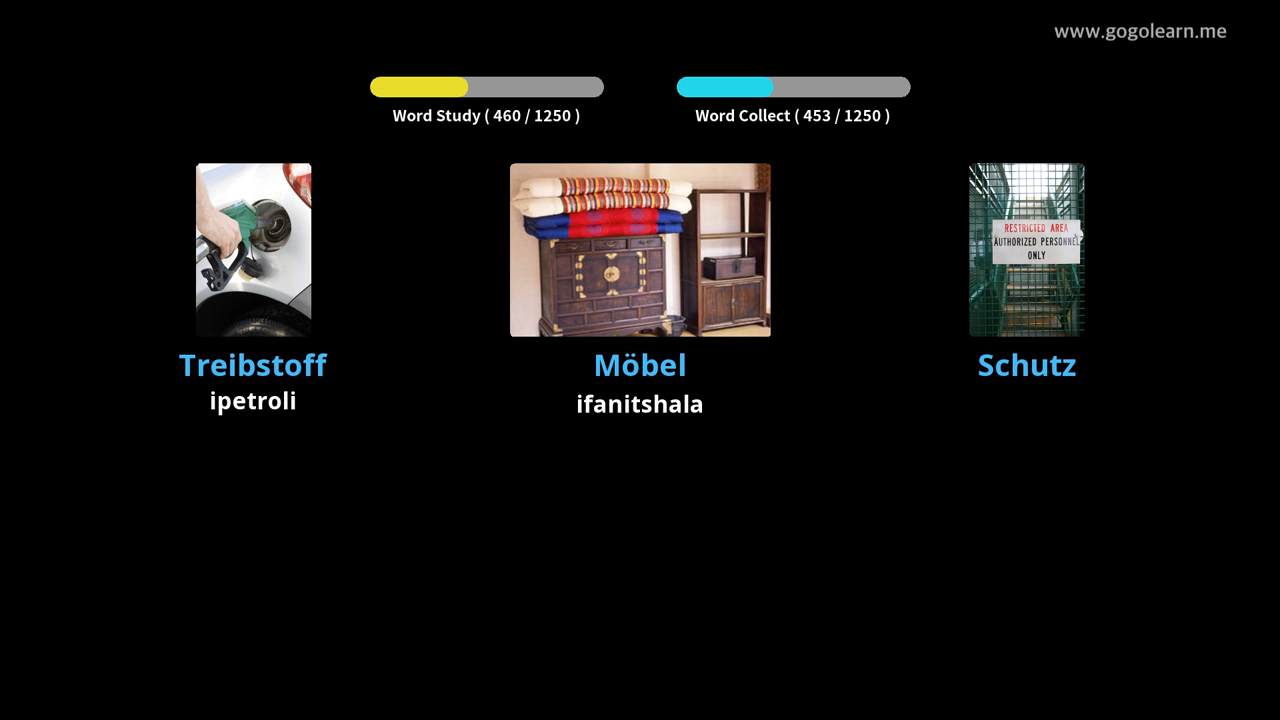 www.gogolearn.me
Word Study ( 460 / 1250 )
Word Collect ( 453 / 1250 )
RESTRICTED AREA
AUTHORIZED PERSONNEL
ONLY
Treibstoff
Möbel
Schutz
ipetroli
ifanitshala